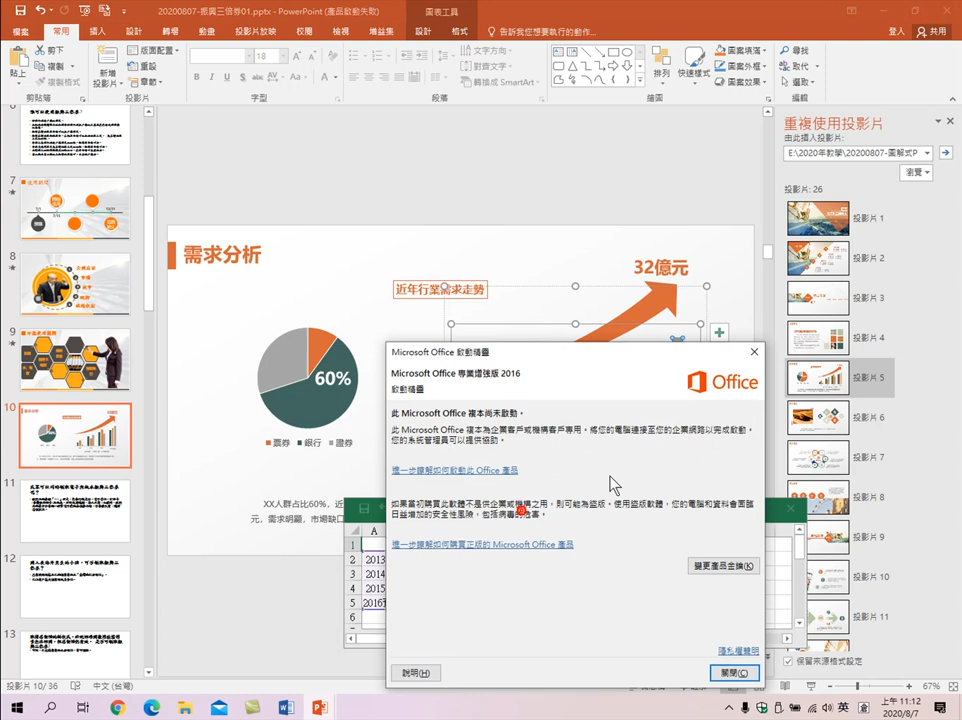 20200807-振興三倍券01.pptx - PowerPoint (產品啟動失敗)
圖表工具
檔案 常用 插入 設計 轉場 動畫 投影片放映 校閱 檢視 增益集 設計 格式 告訴我您想要執行的動作...
登入 共用
貼上
剪下
複製
複製格式
剪貼簿
新增
投影片
版面配置
重設
章節
投影片
18
B I U S abc AV Aa A
字型
文字方向
對齊文字
轉換成 SmartArt
段落
排列
快速樣式
圖案填滿
圖案外框
圖案效果
繪圖
尋找
取代
選取
編輯
7
8
9
10
11
12
13
需求分析
近年行業需求走勢
32億元
60%
票券 銀行 證券
XX人群占比60%，近
元，需求明顯，市場缺口
A
1
2 2013
3 2014
4 2015
5 2016
6
Microsoft Office 啟動精靈
Microsoft Office 專業增強版 2016
啟動精靈
Office
此 Microsoft Office 複本尚未啟動。
此 Microsoft Office 複本為企業客戶或機構客戶專用。將您的電腦連接至您的企業網路以完成啟動。
您的系統管理員可以提供協助。
進一步瞭解如何啟動此 Office 產品
如果當初購買此軟體不是供企業或機構之用，則可能為盜版。使用盜版軟體，您的電腦和資料會面臨
日益增加的安全性風險，包括病毒的危害。
進一步瞭解如何購買正版的 Microsoft Office 產品
變更產品金鑰(K)
隱私權聲明
說明(H)
關閉(C)
重複使用投影片
由此插入投影片:
E:\2020年教學\20200807-圖解式P
瀏覽
投影片: 26
投影片 1
投影片 2
投影片 3
投影片 4
投影片 5
投影片 6
投影片 7
投影片 8
投影片 9
投影片 10
投影片 11
保留來源格式設定
投影片 10/ 36
中文 (台灣)
67%
英
上午 11:12
2020/8/7